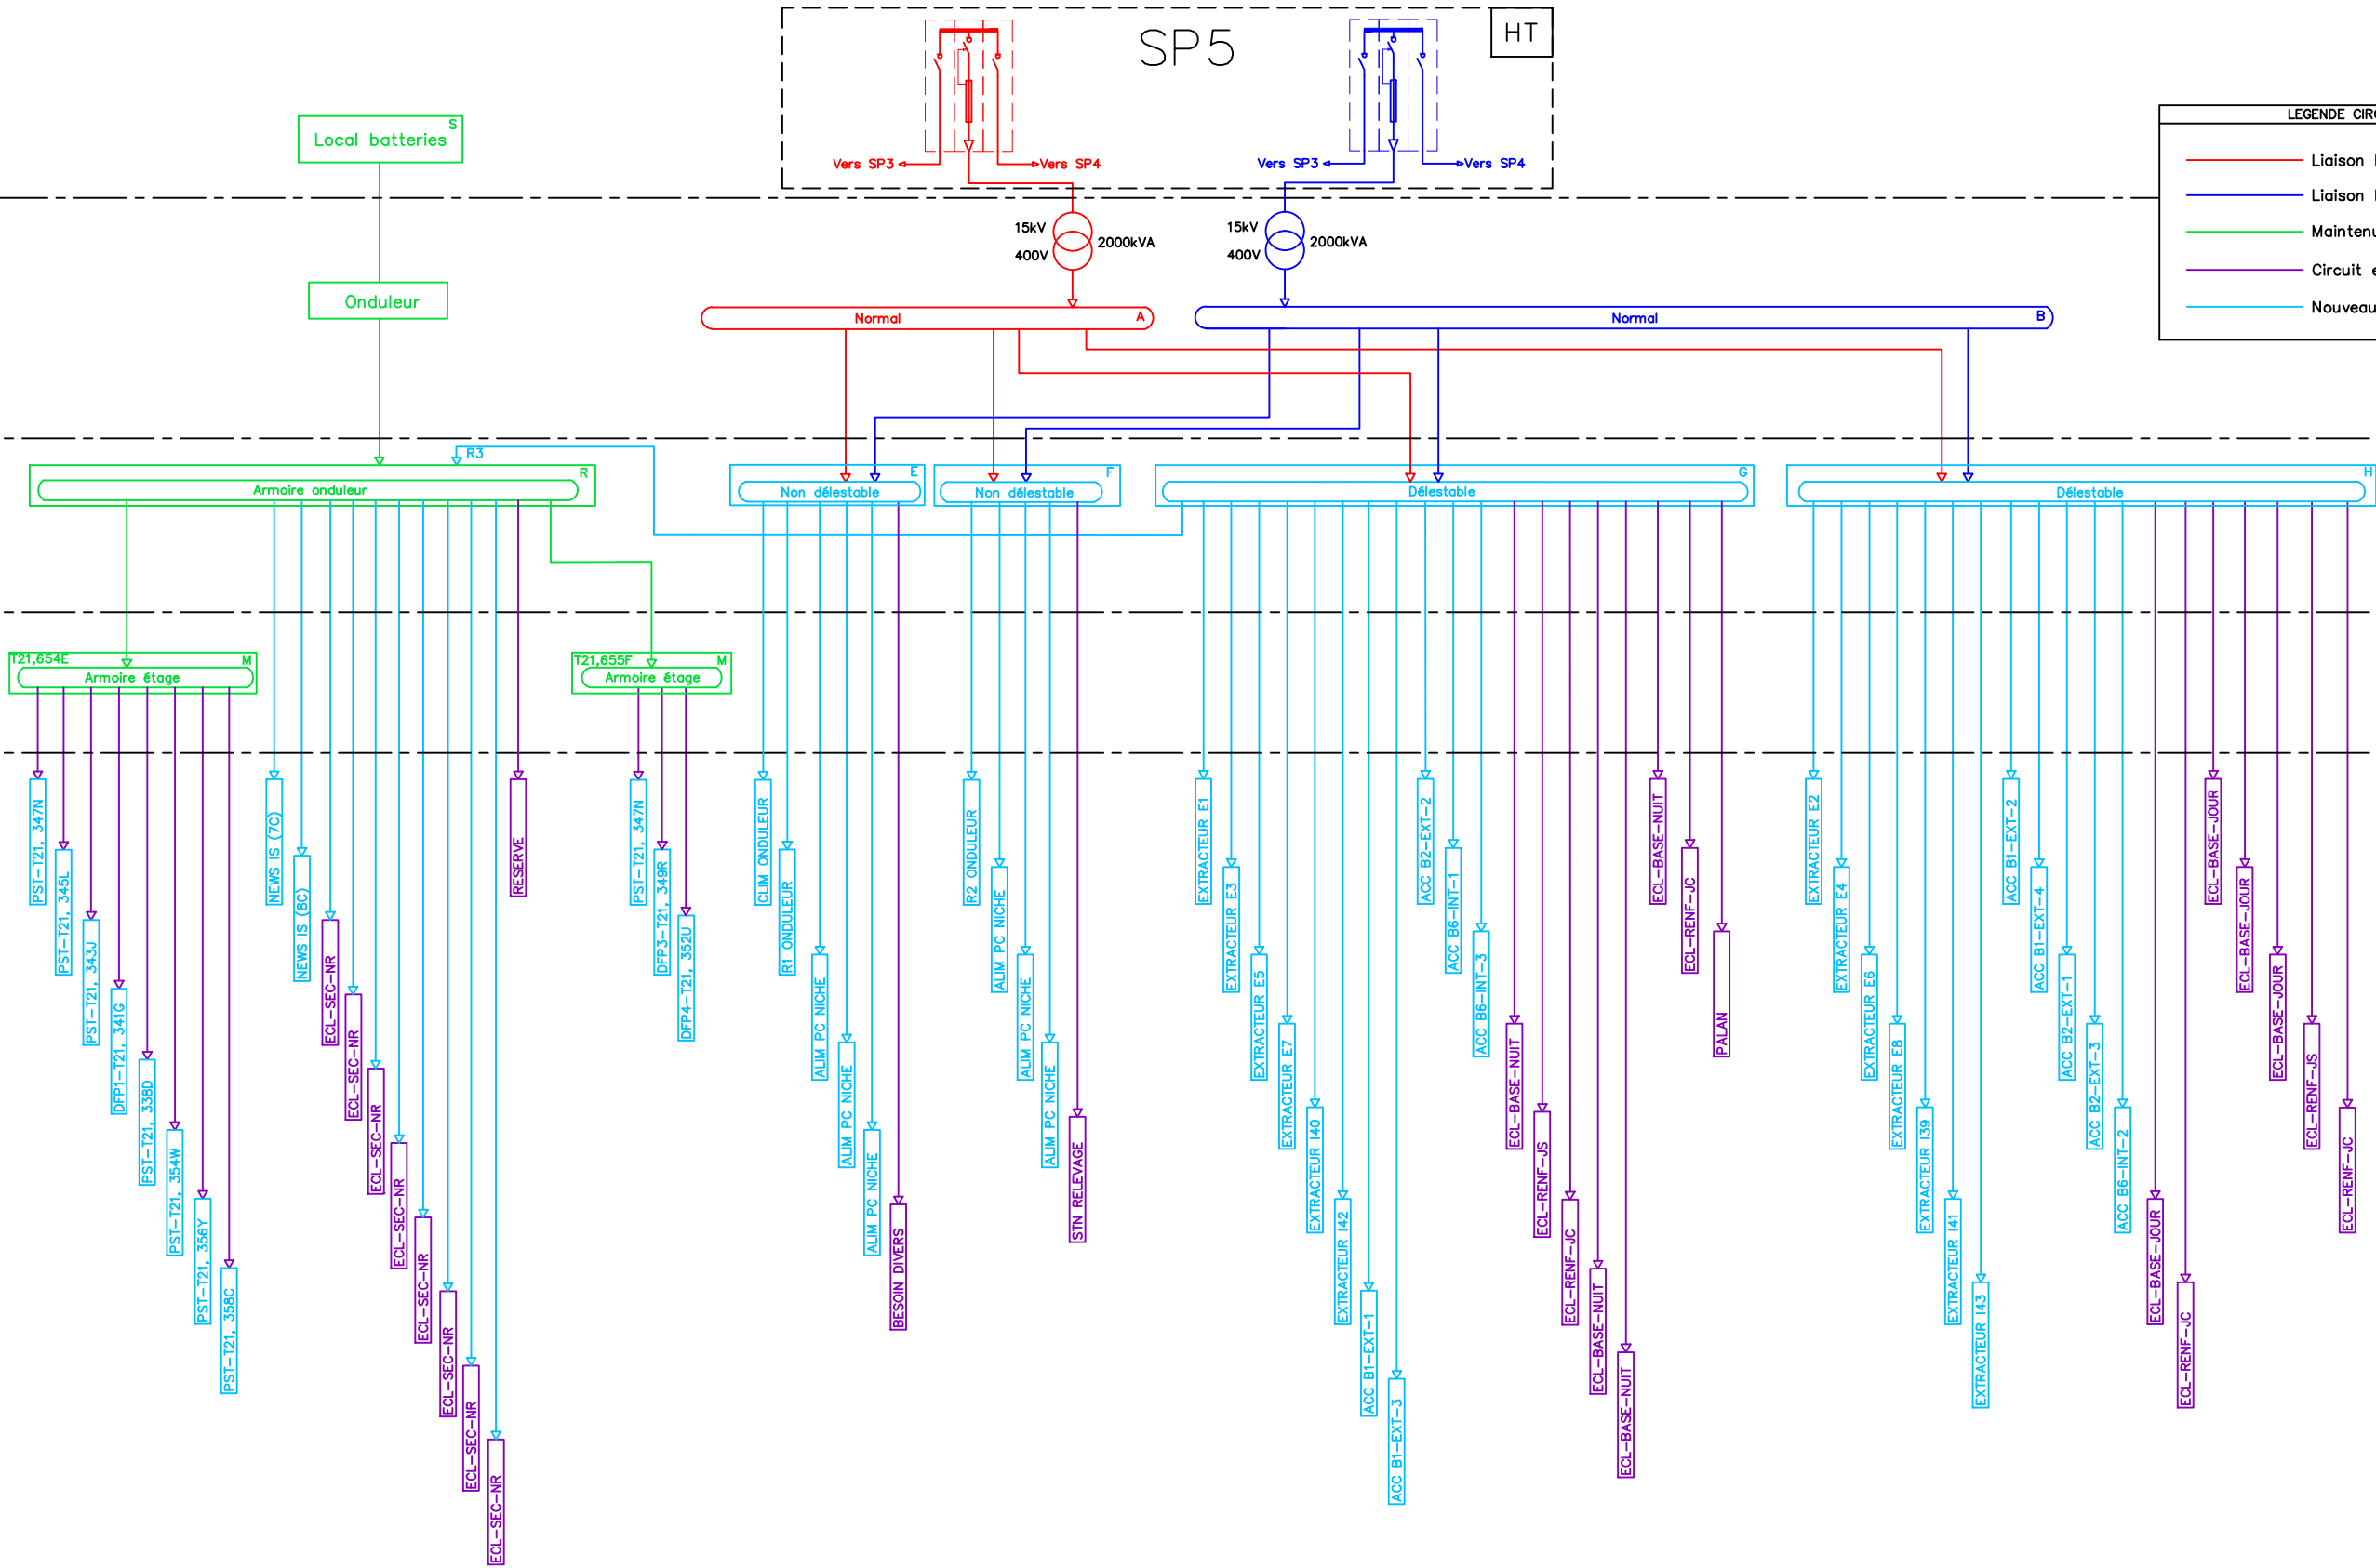 SP5
HT
Vers SP3
Vers SP4
Vers SP3
Vers SP4
Local batteries
S
LEGENDE CIR
Liaison
Liaison
Maintenu
Circuit
Nouveau
15kV
400V
2000kVA
15kV
400V
2000kVA
Onduleur
Normal
A
Normal
B
R3
Armoire onduleur
R
Non délestable
E
Non délestable
F
Délestable
G
Délestable
H
T21,654E
M
Armoire étage
T21,655F
M
Armoire étage
PST-T21, 347N
PST-T21, 345L
PST-T21, 343J
DFP1-T21, 341G
PST-T21, 338D
PST-T21, 354W
PST-T21, 356Y
PST-T21, 358C
NEWS IS (7C)
NEWS IS (8C)
ECL-SEC-NR
ECL-SEC-NR
ECL-SEC-NR
ECL-SEC-NR
ECL-SEC-NR
ECL-SEC-NR
ECL-SEC-NR
ECL-SEC-NR
RESERVE
PST-T21, 347N
DFP3-T21, 349R
DFP4-T21, 352U
CLIM ONDULEUR
R1 ONDULEUR
ALIM PC NICHE
ALIM PC NICHE
ALIM PC NICHE
BESOIN DIVERS
R2 ONDULEUR
ALIM PC NICHE
ALIM PC NICHE
ALIM PC NICHE
STN RELEVAGE
EXTRACTEUR E1
EXTRACTEUR E3
EXTRACTEUR E5
EXTRACTEUR E7
EXTRACTEUR I40
EXTRACTEUR I42
ACC B1-EXT-1
ACC B1-EXT-3
ACC B2-EXT-2
ACC B6-INT-1
ACC B6-INT-3
ECL-BASE-NUIT
ECL-RENF-JS
ECL-RENF-JC
ECL-BASE-NUIT
ECL-BASE-NUIT
ECL-BASE-NUIT
ECL-RENF-JC
PALAN
EXTRACTEUR E2
EXTRACTEUR E4
EXTRACTEUR E6
EXTRACTEUR E8
EXTRACTEUR I39
EXTRACTEUR I41
EXTRACTEUR I43
ACC B1-EXT-2
ACC B1-EXT-4
ACC B2-EXT-1
ACC B2-EXT-3
ACC B6-INT-2
ECL-BASE-JOUR
ECL-RENF-JC
ECL-BASE-JOUR
ECL-BASE-JOUR
ECL-BASE-JOUR
ECL-RENF-JS
ECL-RENF-JC